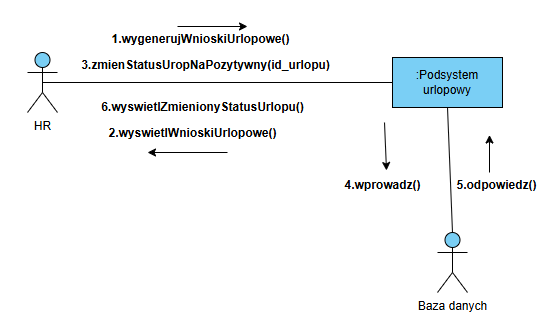 1.wygenerujWnioskiUrlopowe()
3.zmienStatusUropNaPozytywny(id_urlopu)
:Podsystem
urlopowy
6.wyswietlZmienionyStatusUrlopu()
HR
2.wyswietlWnioskiUrlopowe()
4.wprowadz()
5.odpowiedz()
Baza danych